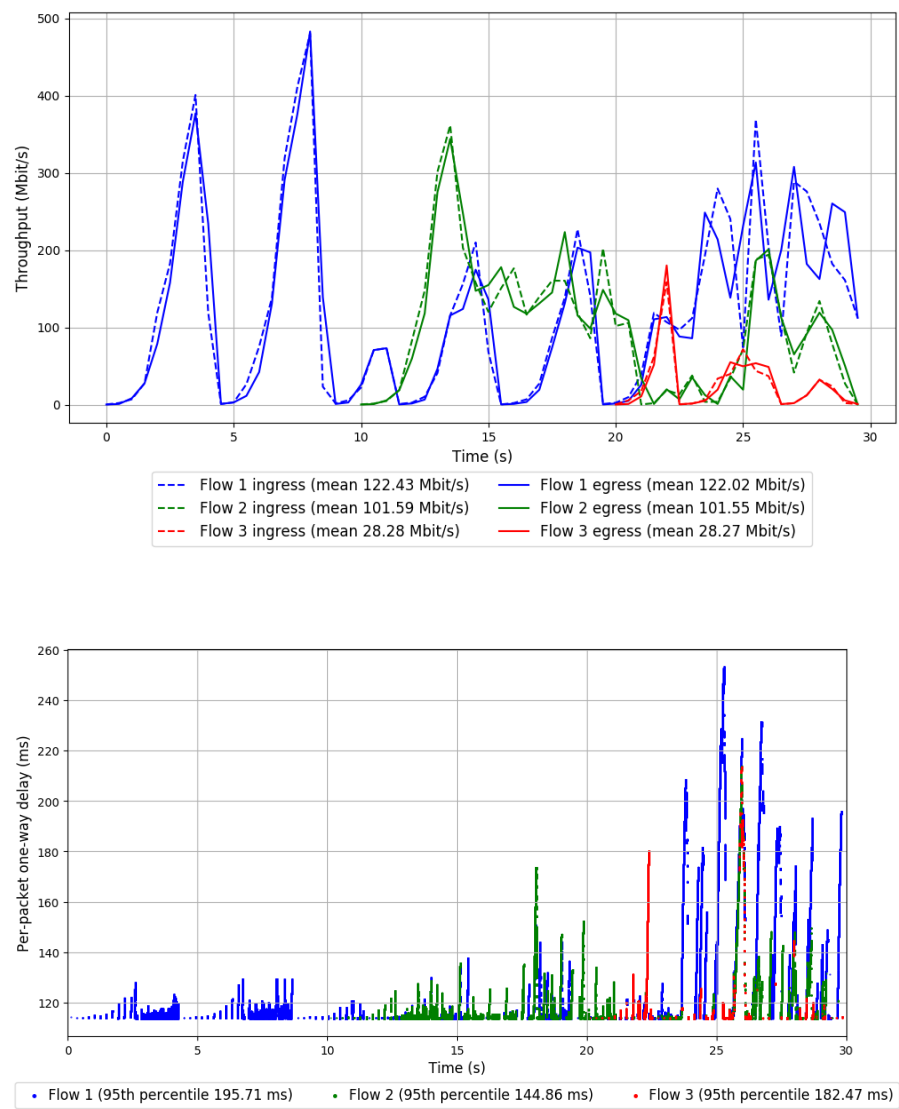 500
400
300
200
100
0
Throughput (Mbit/s)
0 5 10 15 20 25 30
Time (s)
Flow 1 ingress (mean 122.43 Mbit/s) Flow 1 egress (mean 122.02 Mbit/s)
Flow 2 ingress (mean 101.59 Mbit/s) Flow 2 egress (mean 101.55 Mbit/s)
Flow 3 ingress (mean 28.28 Mbit/s) Flow 3 egress (mean 28.27 Mbit/s)
260
240
220
200
180
160
140
120
Per-packet one-way delay (ms)
0 5 10 15 20 25 30
Time (s)
Flow 1 (95th percentile 195.71 ms) Flow 2 (95th percentile 144.86 ms) Flow 3 (95th percentile 182.47 ms)